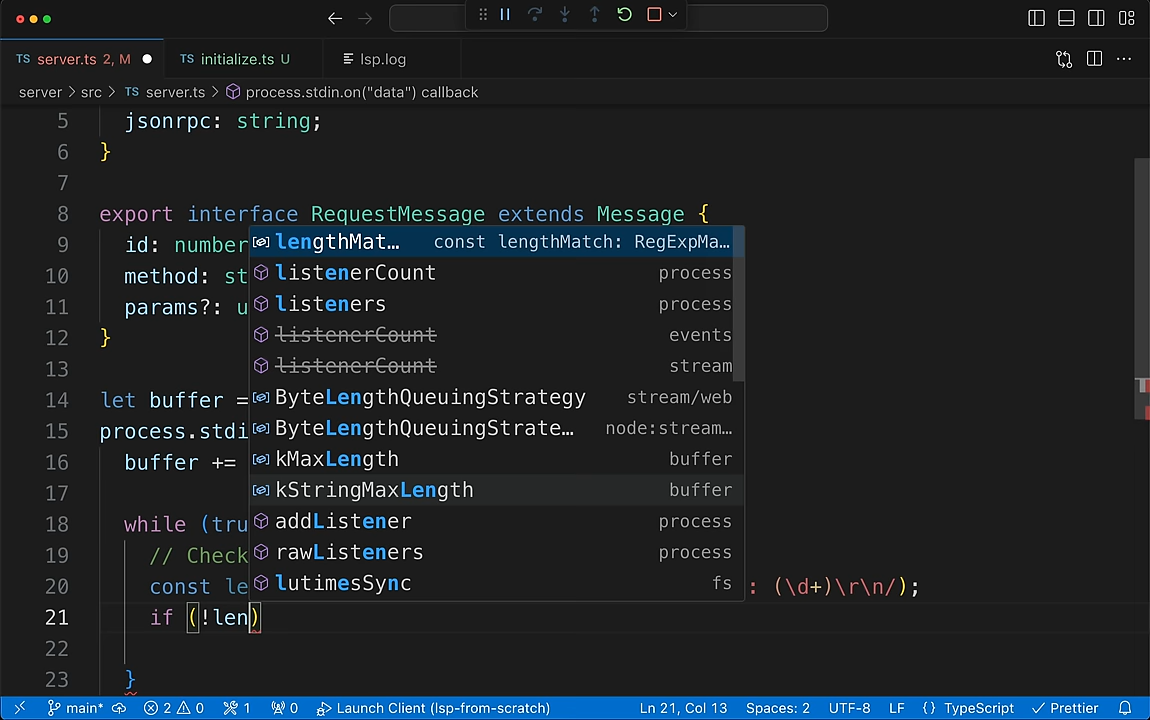 TS server.ts 2, M TS initialize.ts U lsp.log
server > src > TS server.ts > process.stdin.on("data") callback
5 jsonrpc: string;
6 }
7
8 export interface RequestMessage extends Message {
9 id: number
10 method: st
11 params?: u
12 }
13
14 let buffer =
15 process.stdi
16 buffer +=
17
18 while (tru
19 // Check
20 const le : (\d+)\r\n/);
21 if (!len)
22
23 }
lengthMat… const lengthMatch: RegExpMa…
listenerCount process
listeners process
listenerCount events
listenerCount stream
ByteLengthQueuingStrategy stream/web
ByteLengthQueuingStrate… node:stream…
kMaxLength buffer
kStringMaxLength buffer
addListener process
rawListeners process
lutimesSync fs
main* 2 0 1 0 Launch Client (lsp-from-scratch) Ln 21, Col 13 Spaces: 2 UTF-8 LF {} TypeScript Prettier